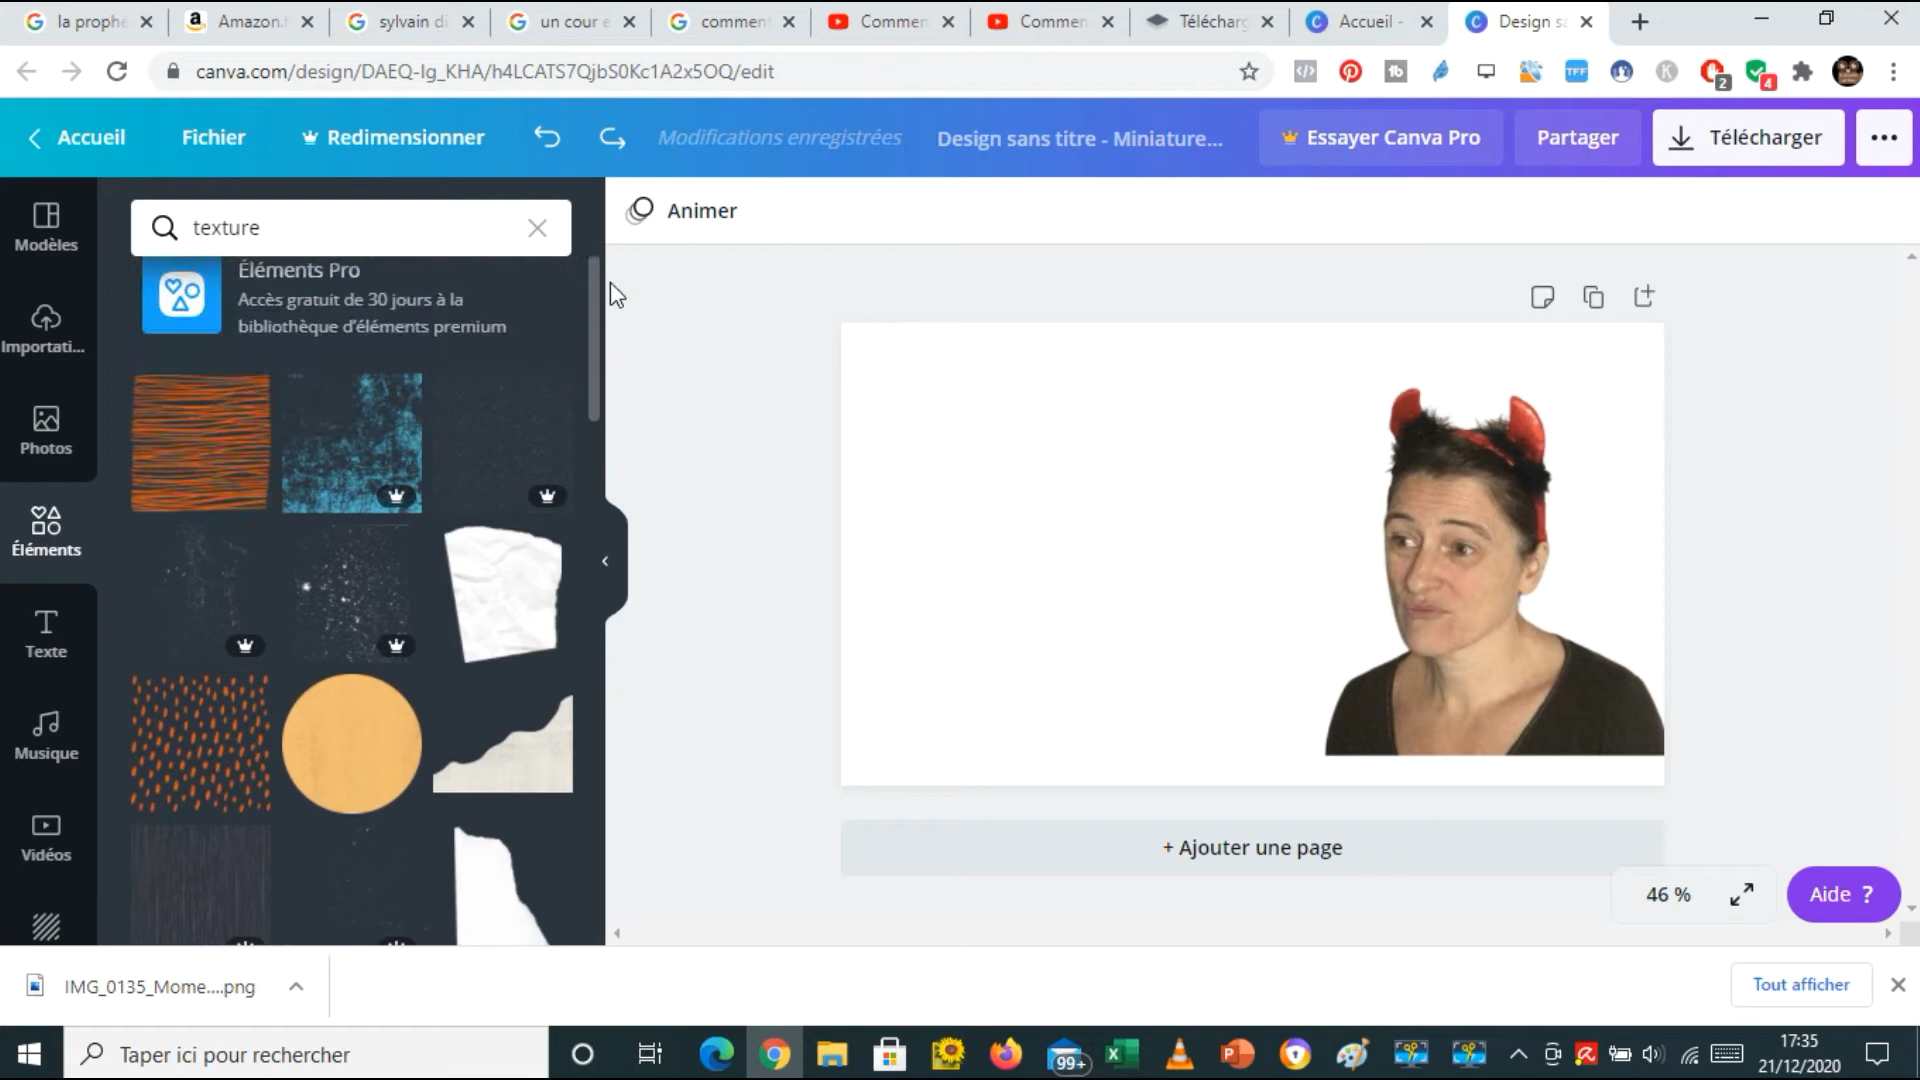 la prophe
Amazon.f
sylvain di
un cour e
comment
Commen
Commen
Télécharg
Accueil -
Design sa
canva.com/design/DAEQ-Ig_KHA/h4LCATS7QjbS0Kc1A2x5OQ/edit
Accueil
Fichier
Redimensionner
Modifications enregistrées
Design sans titre - Miniature...
Essayer Canva Pro
Partager
Télécharger
Modèles
Importati...
Photos
Éléments
Texte
Musique
Vidéos
texture
Éléments Pro
Accès gratuit de 30 jours à la
bibliothèque d'éléments premium
Animer
+ Ajouter une page
46 %
Aide ?
IMG_0135_Mome....png
Tout afficher
Taper ici pour rechercher
99+
17:35
21/12/2020